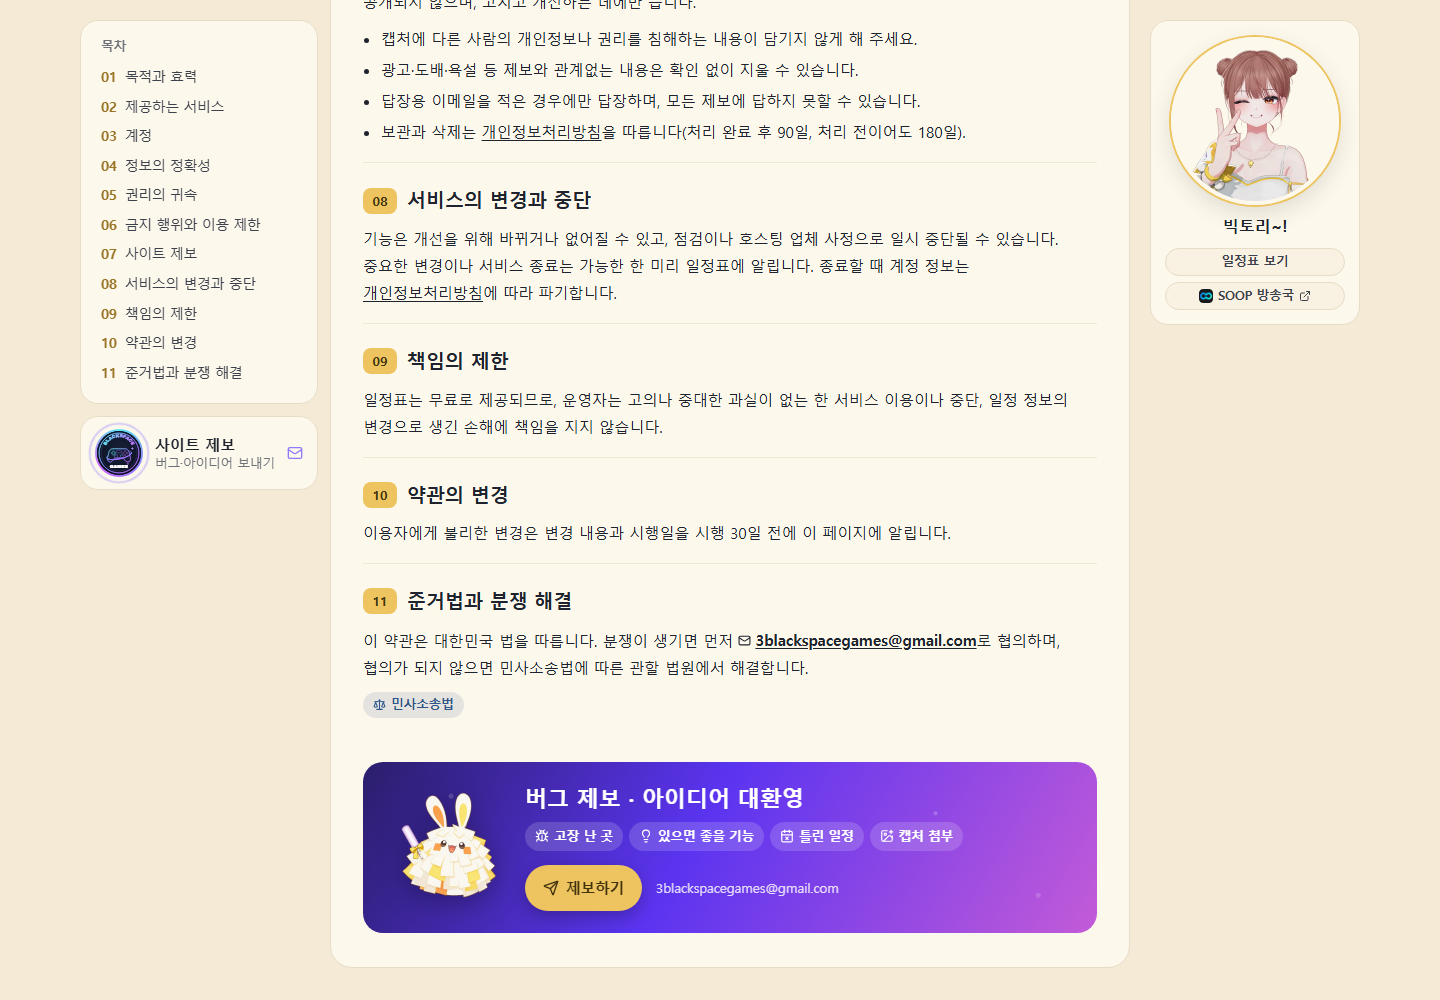 목차
01 목적과 효력
02 제공하는 서비스
03 계정
04 정보의 정확성
05 권리의 귀속
06 금지 행위와 이용 제한
07 사이트 제보
08 서비스의 변경과 중단
09 책임의 제한
10 약관의 변경
11 준거법과 분쟁 해결
BLACKSPACE
GAMES
사이트 제보
버그·아이디어 보내기
공개되지 않으며, 고치고 개선하는 데에만 씁니다.
• 캡처에 다른 사람의 개인정보나 권리를 침해하는 내용이 담기지 않게 해 주세요.
• 광고·도배·욕설 등 제보와 관계없는 내용은 확인 없이 지울 수 있습니다.
• 답장용 이메일을 적은 경우에만 답장하며, 모든 제보에 답하지 못할 수 있습니다.
• 보관과 삭제는 개인정보처리방침을 따릅니다(처리 완료 후 90일, 처리 전이어도 180일).
08 서비스의 변경과 중단
기능은 개선을 위해 바뀌거나 없어질 수 있고, 점검이나 호스팅 업체 사정으로 일시 중단될 수 있습니다.
중요한 변경이나 서비스 종료는 가능한 한 미리 일정표에 알립니다. 종료할 때 계정 정보는
개인정보처리방침에 따라 파기합니다.
09 책임의 제한
일정표는 무료로 제공되므로, 운영자는 고의나 중대한 과실이 없는 한 서비스 이용이나 중단, 일정 정보의
변경으로 생긴 손해에 책임을 지지 않습니다.
10 약관의 변경
이용자에게 불리한 변경은 변경 내용과 시행일을 시행 30일 전에 이 페이지에 알립니다.
11 준거법과 분쟁 해결
이 약관은 대한민국 법을 따릅니다. 분쟁이 생기면 먼저 3blackspacegames@gmail.com로 협의하며,
협의가 되지 않으면 민사소송법에 따른 관할 법원에서 해결합니다.
민사소송법
버그 제보 · 아이디어 대환영
고장 난 곳 있으면 좋을 기능 틀린 일정 캡처 첨부
제보하기 3blackspacegames@gmail.com
빅토리~!
일정표 보기
SOOP 방송국